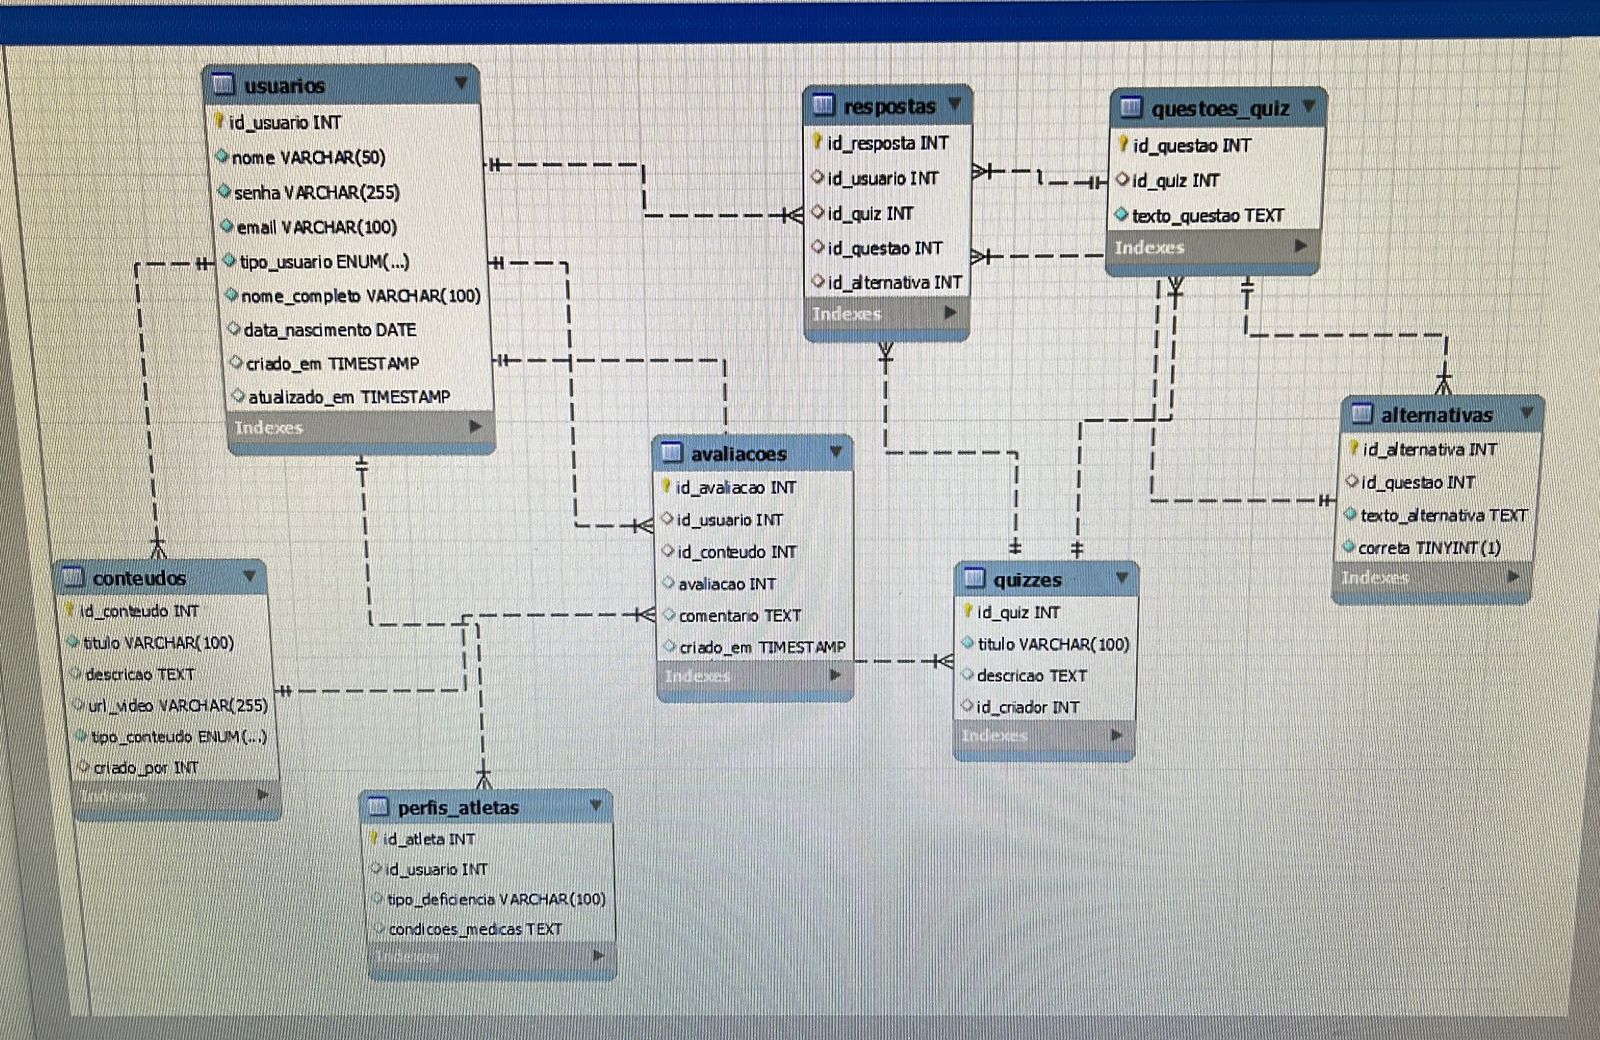 usuarios
id_usuario INT
nome VARCHAR(50)
senha VARCHAR(255)
email VARCHAR(100)
tipo_usuario ENUM(...)
nome_completo VARCHAR(100)
data_nascimento DATE
criado_em TIMESTAMP
atualizado_em TIMESTAMP
Indexes
respostas
id_resposta INT
id_usuario INT
id_quiz INT
id_questao INT
id_alternativa INT
Indexes
questoes_quiz
id_questao INT
id_quiz INT
texto_questao TEXT
Indexes
alternativas
id_alternativa INT
id_questao INT
texto_alternativa TEXT
correta TINYINT(1)
Indexes
avaliacoes
id_avaliacao INT
id_usuario INT
id_conteudo INT
avaliacao INT
comentario TEXT
criado_em TIMESTAMP
Indexes
conteudos
id_conteudo INT
titulo VARCHAR(100)
descricao TEXT
url_video VARCHAR(255)
tipo_conteudo ENUM(...)
criado_por INT
Indexes
quizzes
id_quiz INT
titulo VARCHAR(100)
descricao TEXT
id_criador INT
Indexes
perfis_atletas
id_atleta INT
id_usuario INT
tipo_deficiencia VARCHAR(100)
condicoes_medicas TEXT
Indexes